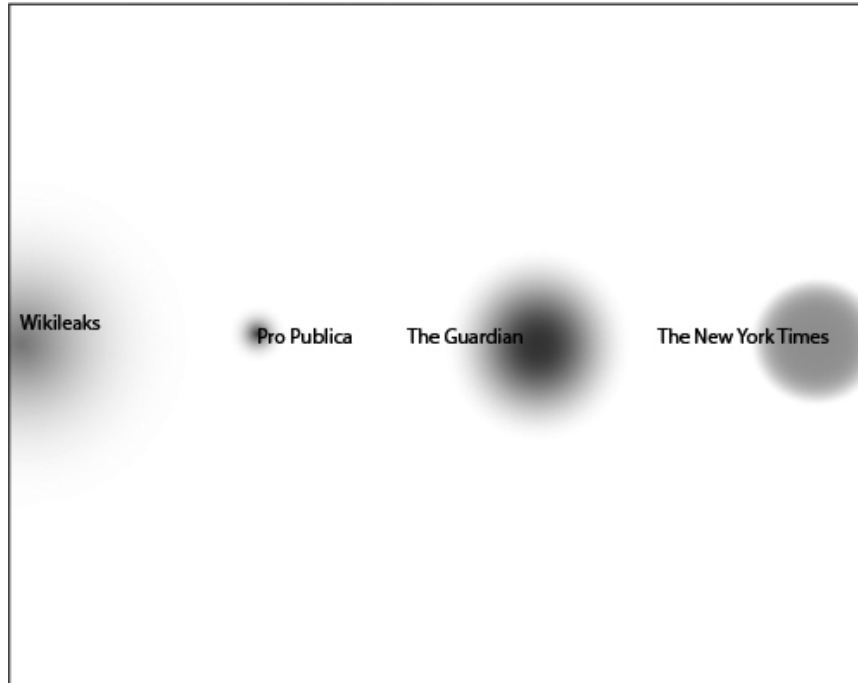 Wikileaks
Pro Publica
The Guardian
The New York Times